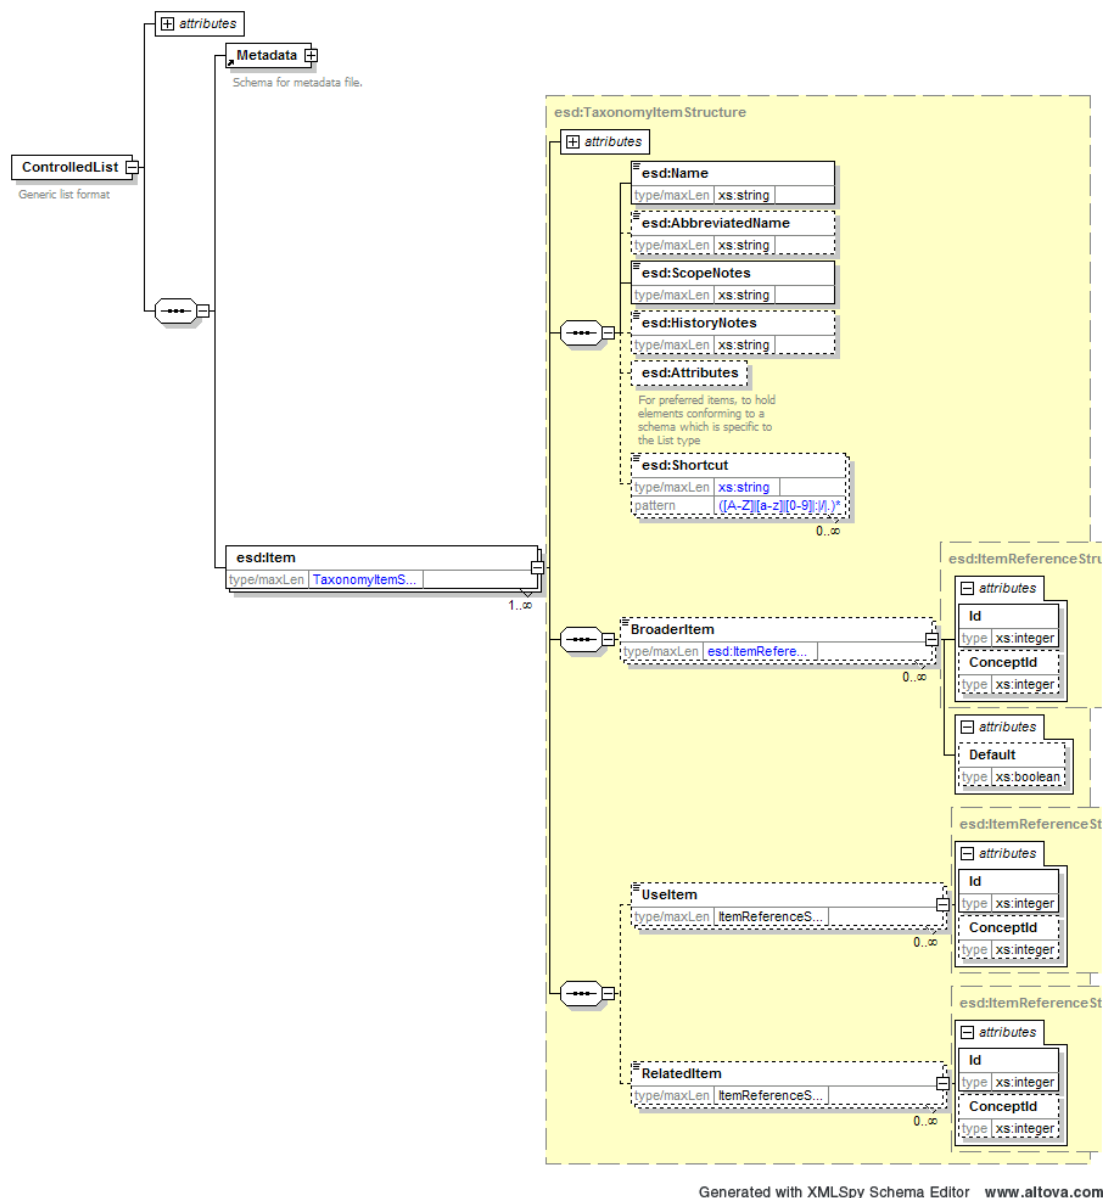 attributes
Metadata
Schema for metadata file.
ControlledList
Generic list format
esd:TaxonomyItemStructure
attributes
esd:Name
type/maxLen xs:string
esd:AbbreviatedName
type/maxLen xs:string
esd:ScopeNotes
type/maxLen xs:string
esd:HistoryNotes
type/maxLen xs:string
esd:Attributes
For preferred items, to hold
elements conforming to a
schema which is specific to
the List type
esd:Shortcut
type/maxLen xs:string
pattern ([A-Z]|[a-z]|[0-9]|:|/|.)*
0..∞
esd:Item
type/maxLen TaxonomyItemS...
1..∞
esd:ItemReferenceStru
attributes
Id
type xs:integer
ConceptId
type xs:integer
BroaderItem
type/maxLen esd:ItemRefere...
0..∞
attributes
Default
type xs:boolean
esd:ItemReferenceSt
attributes
Id
type xs:integer
ConceptId
type xs:integer
UseItem
type/maxLen ItemReferenceS...
0..∞
esd:ItemReferenceSt
attributes
Id
type xs:integer
ConceptId
type xs:integer
RelatedItem
type/maxLen ItemReferenceS...
0..∞
Generated with XMLSpy Schema Editor www.altova.com